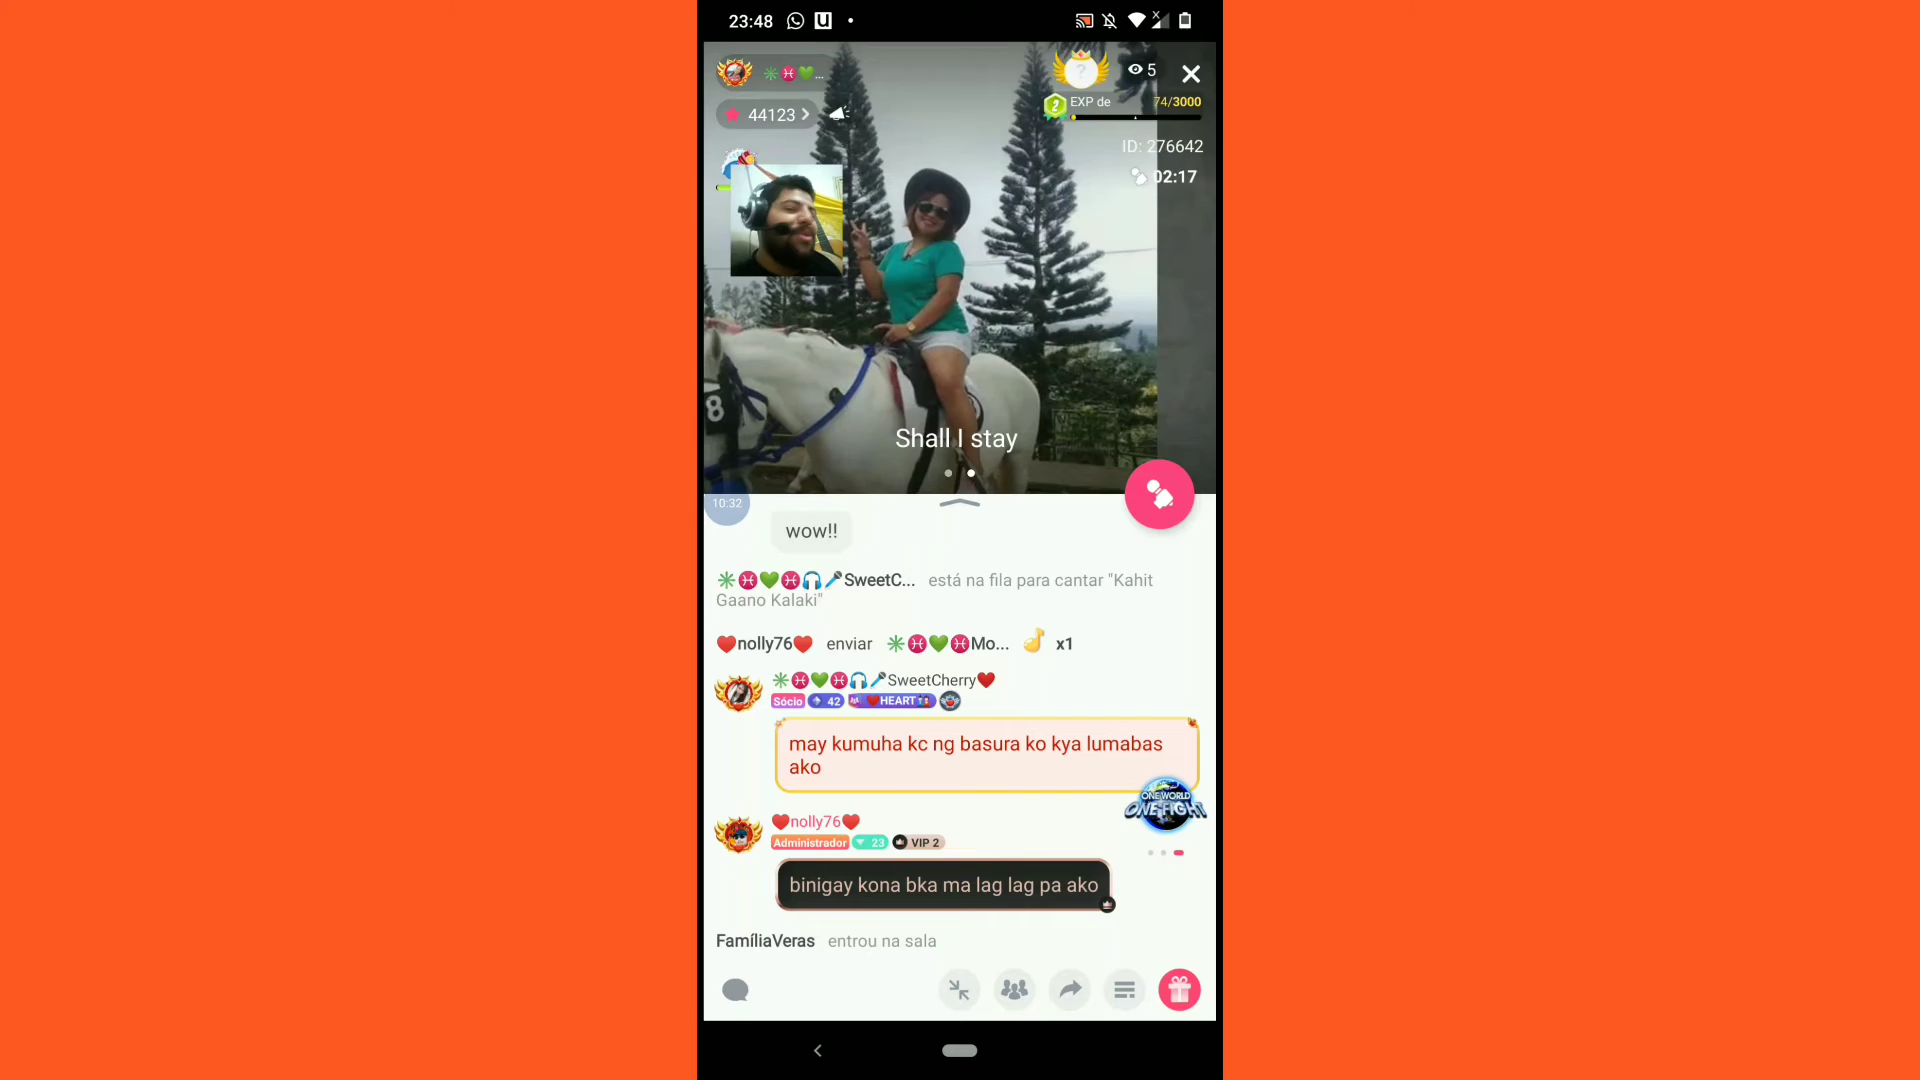 23:48
✳️♓💚...
5
44123
2 EXP de 74/3000
ID: 276642
02:17
8
Shall I stay
10:32
wow!!
✳️♓💚♓🎧🎤SweetC... está na fila para cantar "Kahit
Gaano Kalaki"
♥️nolly76♥️ enviar ✳️♓💚♓Mo... x1
✳️♓💚♓🎧🎤SweetCherry❤️
Sócio 42 ❤️HEART
may kumuha kc ng basura ko kya lumabas
ako
ONE WORLD
ONE FIGHT
♥️nolly76♥️
Administrador 23 VIP 2
binigay kona bka ma lag lag pa ako
FamíliaVeras entrou na sala